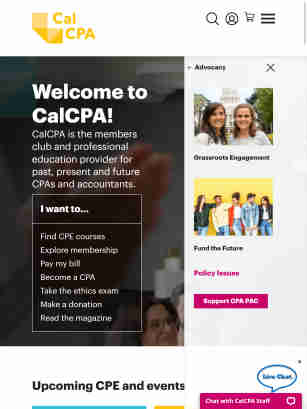 Cal
CPA
← Advocacy
Welcome to
CalCPA!
CalCPA is the members
club and professional
education provider for
past, present and future
CPAs and accountants.
I want to...
Find CPE courses
Explore membership
Pay my bill
Become a CPA
Take the ethics exam
Make a donation
Read the magazine
Grassroots Engagement
Fund the Future
Policy Issues
Support CPA PAC
Upcoming CPE and events
Live Chat
Chat with CalCPA Staff